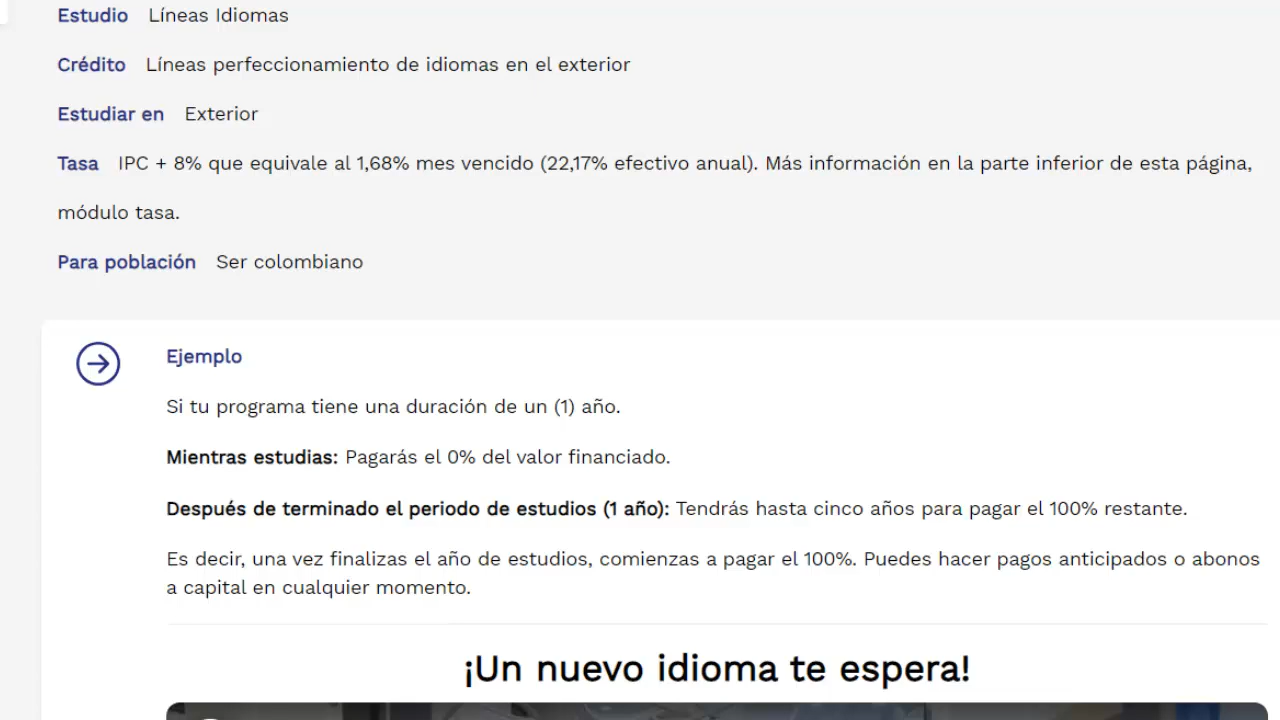 Estudio Líneas Idiomas
Crédito Líneas perfeccionamiento de idiomas en el exterior
Estudiar en Exterior
Tasa IPC + 8% que equivale al 1,68% mes vencido (22,17% efectivo anual). Más información en la parte inferior de esta página,
módulo tasa.
Para población Ser colombiano
Ejemplo
Si tu programa tiene una duración de un (1) año.
Mientras estudias: Pagarás el 0% del valor financiado.
Después de terminado el periodo de estudios (1 año): Tendrás hasta cinco años para pagar el 100% restante.
Es decir, una vez finalizas el año de estudios, comienzas a pagar el 100%. Puedes hacer pagos anticipados o abonos
a capital en cualquier momento.
¡Un nuevo idioma te espera!